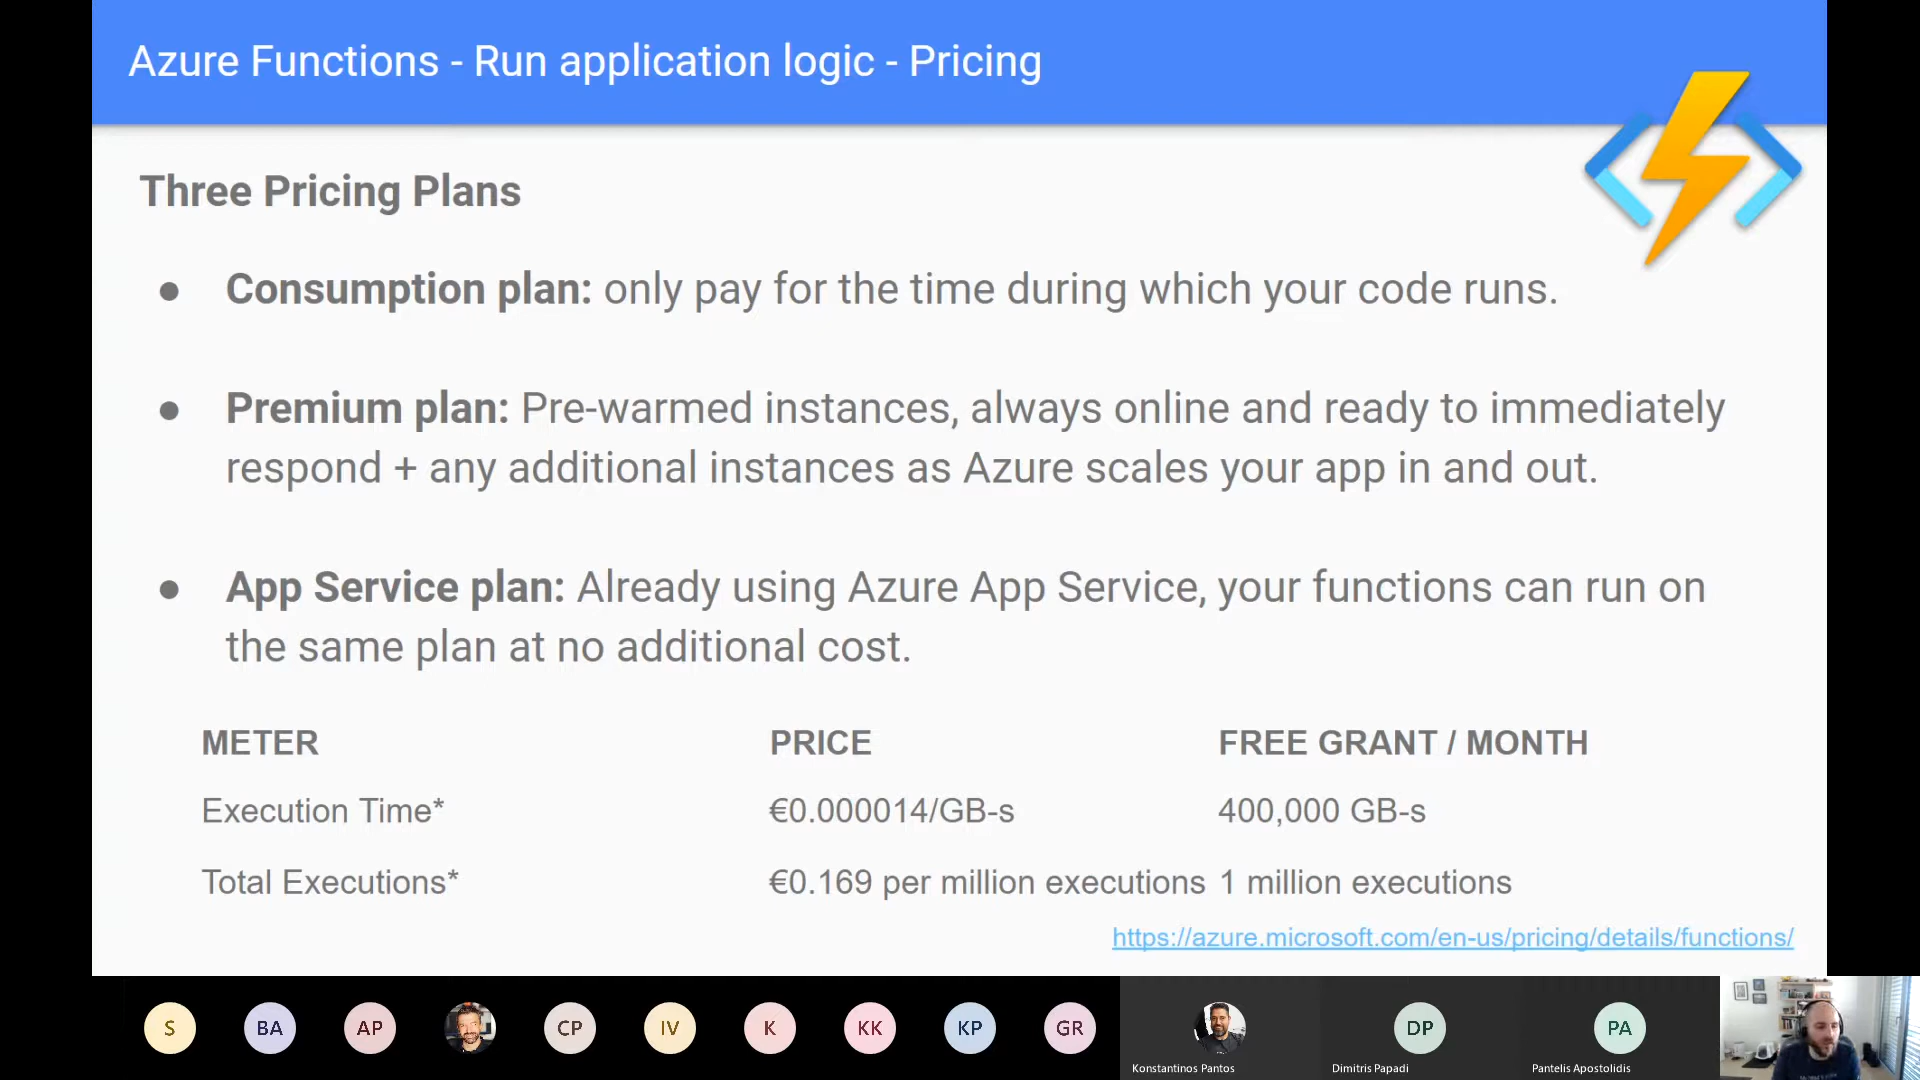 Azure Functions - Run application logic - Pricing
Three Pricing Plans
● Consumption plan: only pay for the time during which your code runs.
● Premium plan: Pre-warmed instances, always online and ready to immediately
respond + any additional instances as Azure scales your app in and out.
● App Service plan: Already using Azure App Service, your functions can run on
the same plan at no additional cost.
METER PRICE FREE GRANT / MONTH
Execution Time* €0.000014/GB-s 400,000 GB-s
Total Executions* €0.169 per million executions 1 million executions
https://azure.microsoft.com/en-us/pricing/details/functions/
S BA AP CP IV K KK KP GR DP PA
Konstantinos Pantos Dimitris Papadi Pantelis Apostolidis